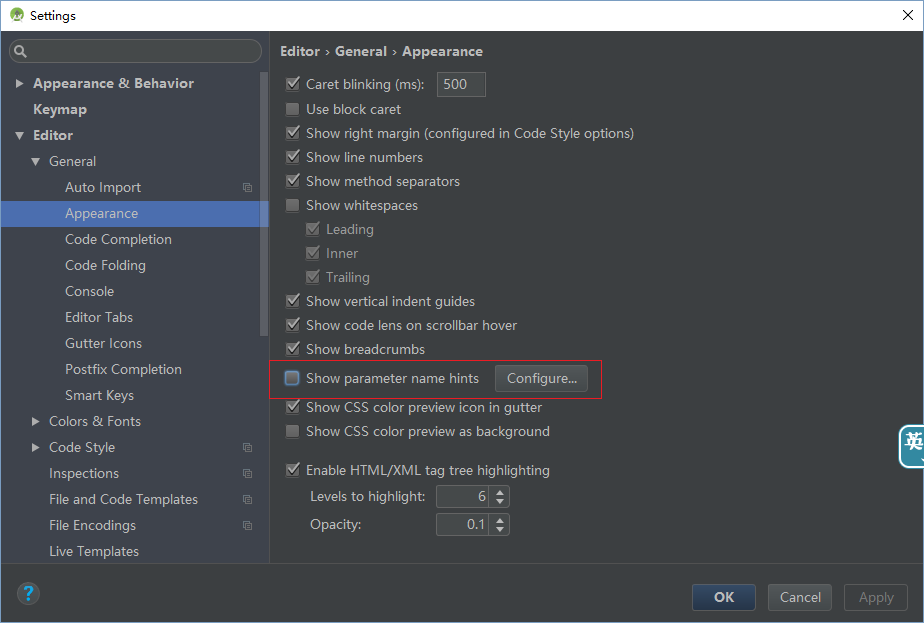 Settings
Editor › General › Appearance
Appearance & Behavior
Keymap
Editor
General
Auto Import
Appearance
Code Completion
Code Folding
Console
Editor Tabs
Gutter Icons
Postfix Completion
Smart Keys
Colors & Fonts
Code Style
Inspections
File and Code Templates
File Encodings
Live Templates
Caret blinking (ms): 500
Use block caret
Show right margin (configured in Code Style options)
Show line numbers
Show method separators
Show whitespaces
Leading
Inner
Trailing
Show vertical indent guides
Show code lens on scrollbar hover
Show breadcrumbs
Show parameter name hints Configure...
Show CSS color preview icon in gutter
Show CSS color preview as background
Enable HTML/XML tag tree highlighting
Levels to highlight: 6
Opacity: 0.1
英
?
OK Cancel Apply